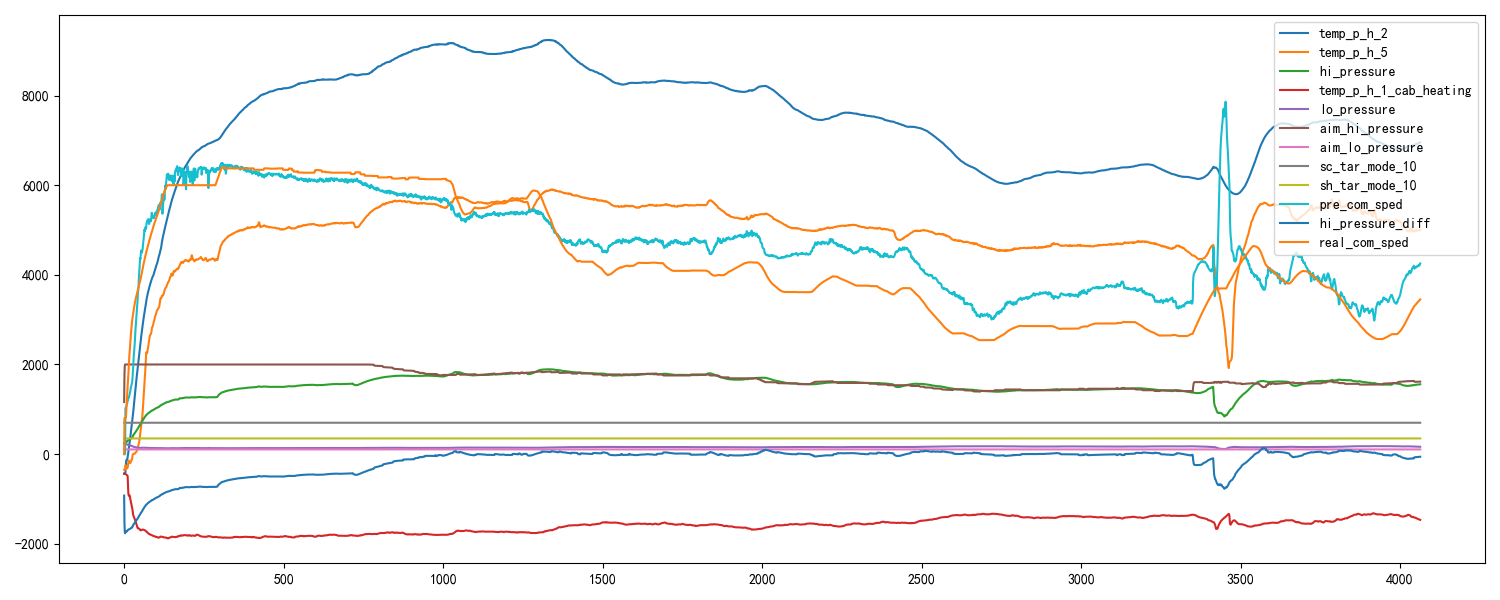 temp_p_h_2
temp_p_h_5
hi_pressure
temp_p_h_1_cab_heating
lo_pressure
aim_hi_pressure
aim_lo_pressure
sc_tar_mode_10
sh_tar_mode_10
pre_com_sped
hi_pressure_diff
real_com_sped
8000
6000
4000
2000
0
−2000
0 500 1000 1500 2000 2500 3000 3500 4000